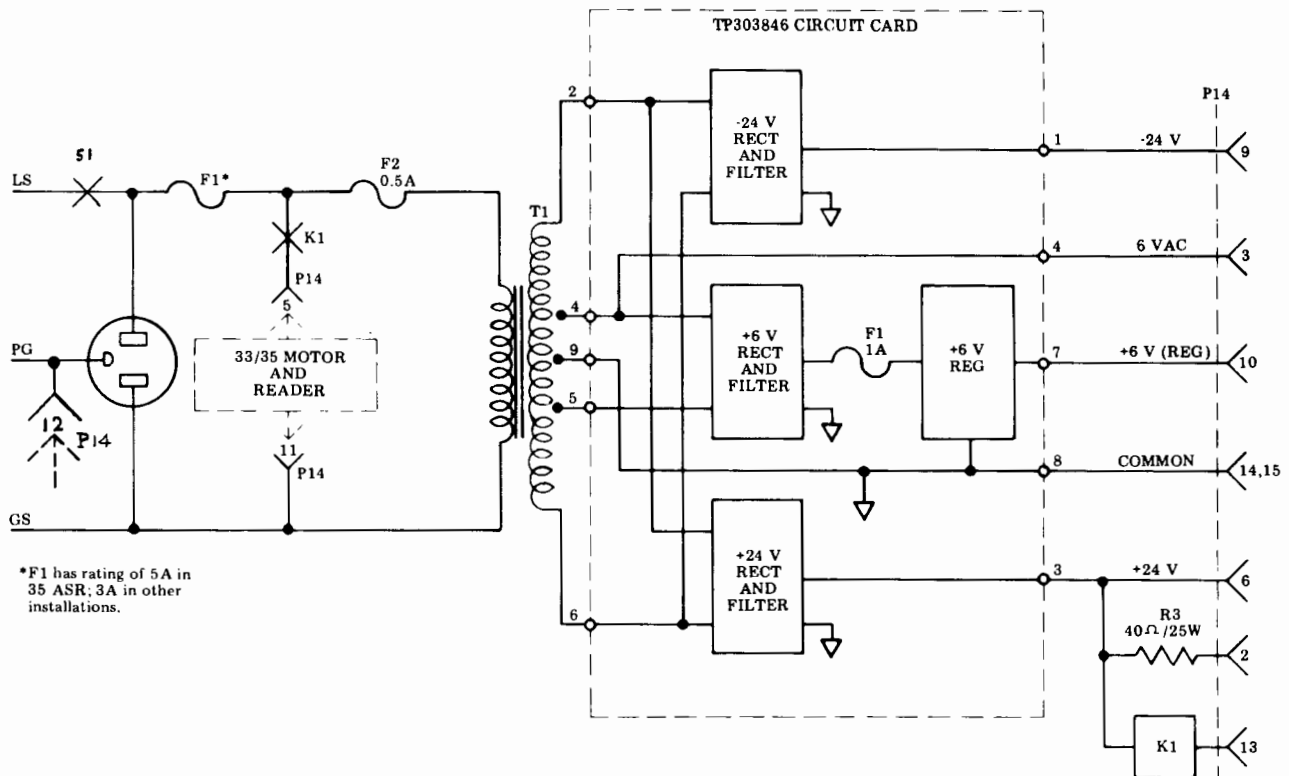 TP303846 CIRCUIT CARD
P14
2
-24 V
RECT
AND
FILTER
1
-24 V
9
S1
LS
F1*
F2
0.5A
T1
K1
P14
5
4
6 VAC
3
PG
33/35 MOTOR
AND
READER
4
9
5
+6 V
RECT
AND
FILTER
F1
1A
+6 V
REG
7
+6 V (REG)
10
12
P14
11
P14
8
COMMON
14,15
GS
*F1 has rating of 5A in
35 ASR; 3A in other
installations.
6
+24 V
RECT
AND
FILTER
3
+24 V
6
R3
40Ω/25W
2
K1
13